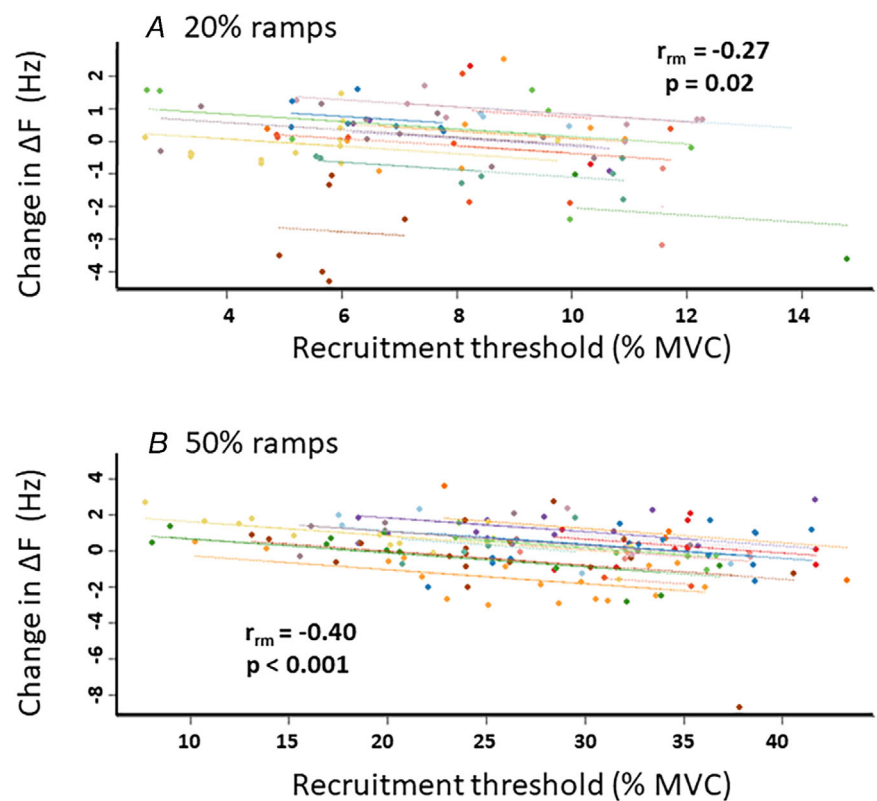 A 20% ramps
r_rm = -0.27
p = 0.02
Change in ΔF (Hz)
2
1
0
-1
-2
-3
-4
4 6 8 10 12 14
Recruitment threshold (% MVC)
B 50% ramps
Change in ΔF (Hz)
4
2
0
-2
-4
-6
-8
r_rm = -0.40
p < 0.001
10 15 20 25 30 35 40
Recruitment threshold (% MVC)